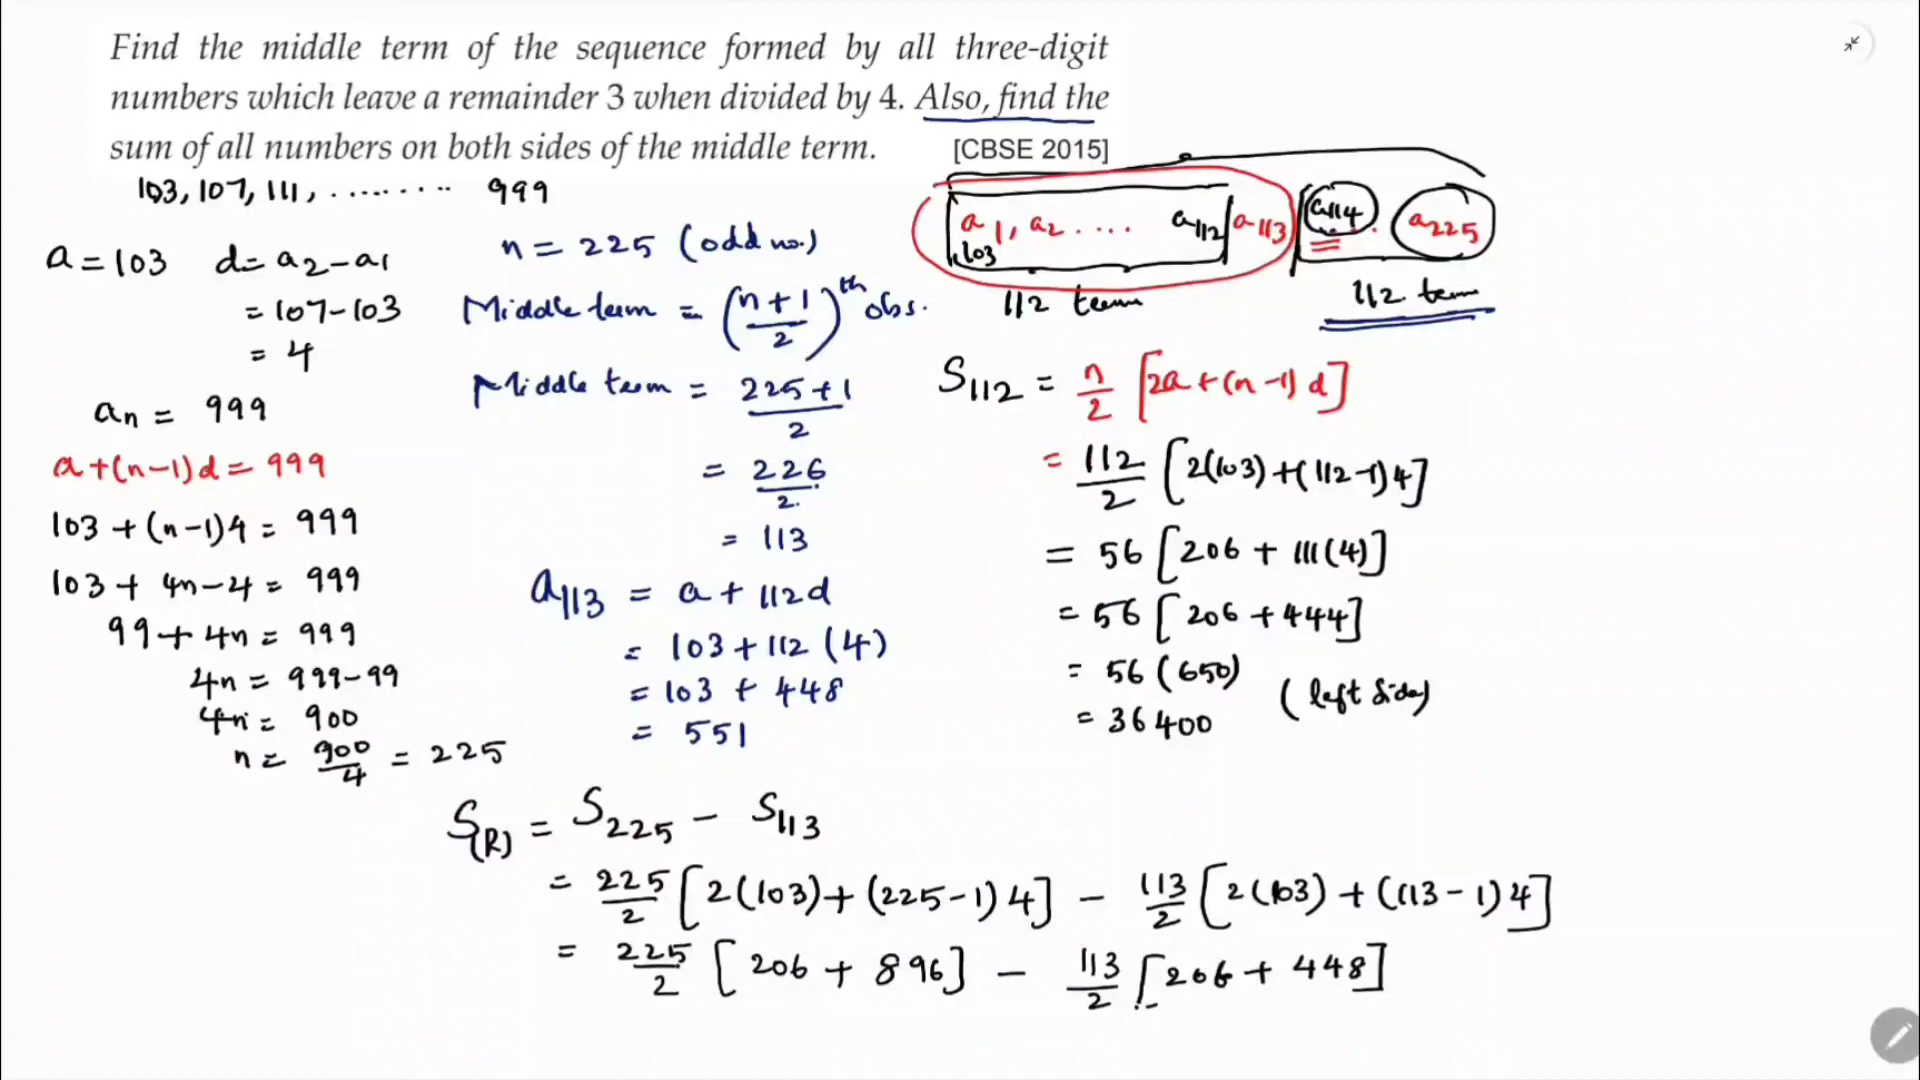 Find the middle term of the sequence formed by all three-digit
numbers which leave a remainder 3 when divided by 4. Also, find the
sum of all numbers on both sides of the middle term. [CBSE 2015]
103, 107, 111, ......... 999
a = 103 d = a2 - a1
= 107 - 103
= 4
an = 999
a + (n-1)d = 999
103 + (n-1)4 = 999
103 + 4n - 4 = 999
99 + 4n = 999
4n = 999 - 99
4n = 900
n = 900/4 = 225
n = 225 (odd no.)
Middle term = (n+1/2)th obs.
Middle term = 225+1/2
= 226/2
= 113
a113 = a + 112d
= 103 + 112 (4)
= 103 + 448
= 551
a1, a2 .... a112 a113 a114 . a225
103
112 term 112 term
S112 = n/2 [2a + (n-1) d]
= 112/2 [2(103) + (112-1)4]
= 56 [206 + 111(4)]
= 56 [206 + 444]
= 56 (650)
= 36400 (left side)
S(R) = S225 - S113
= 225/2 [2(103) + (225-1)4] - 113/2 [2(103) + (113-1)4]
= 225/2 [206 + 896] - 113/2 [206 + 448]